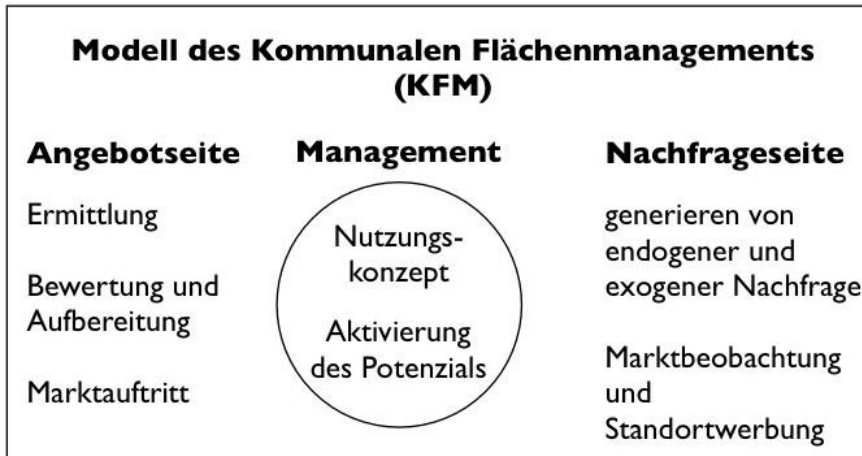 Modell des Kommunalen Flächenmanagements
(KFM)
Angebotseite
Ermittlung
Bewertung und
Aufbereitung
Marktauftritt
Management
Nutzungs-
konzept
Aktivierung
des Potenzials
Nachfrageseite
generieren von
endogener und
exogener Nachfrage
Marktbeobachtung
und
Standortwerbung